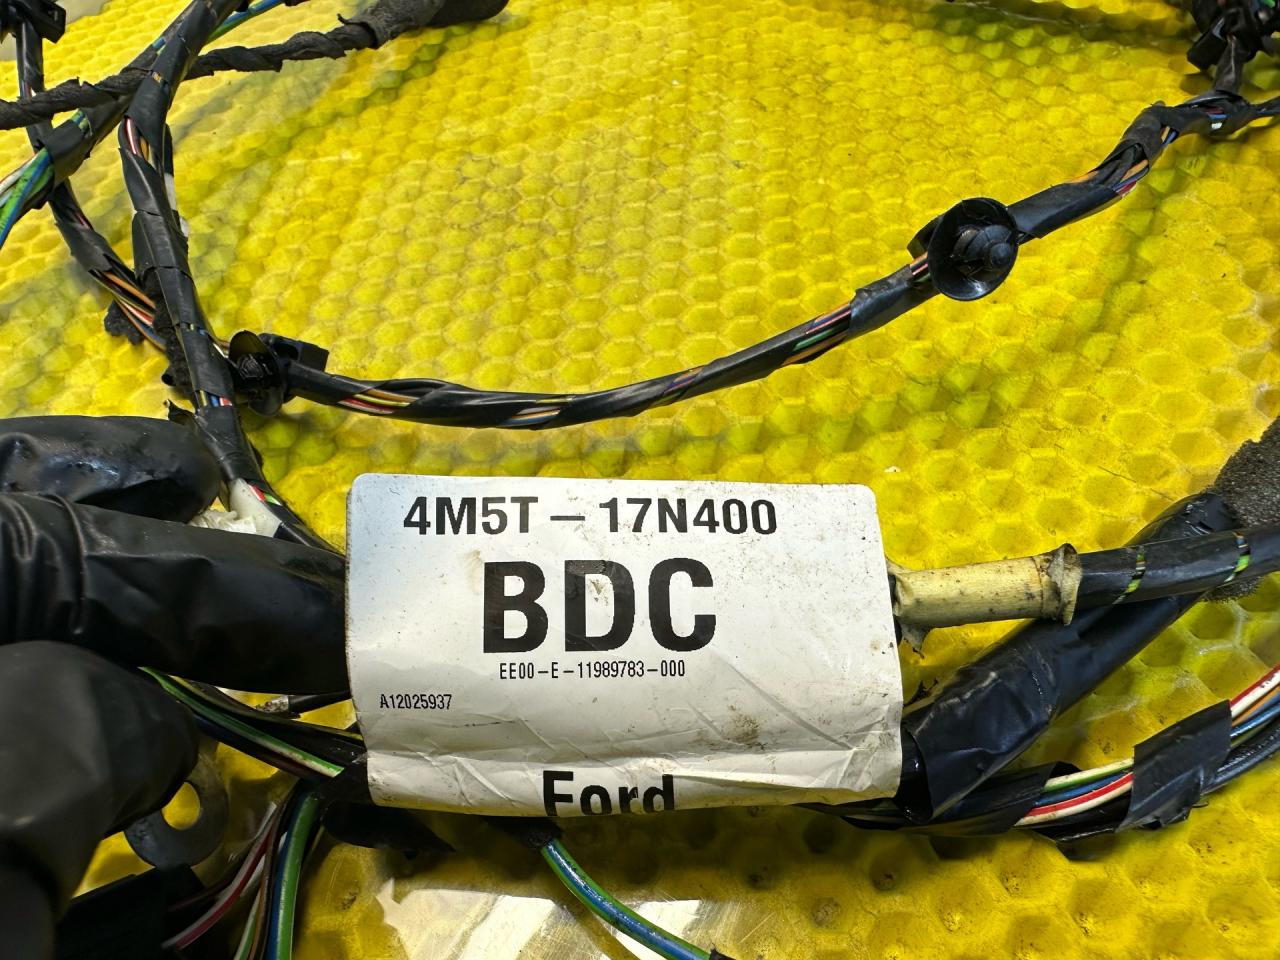 4M5T – 17N400
BDC
EE00-E-11989783-000
A12025937
Ford